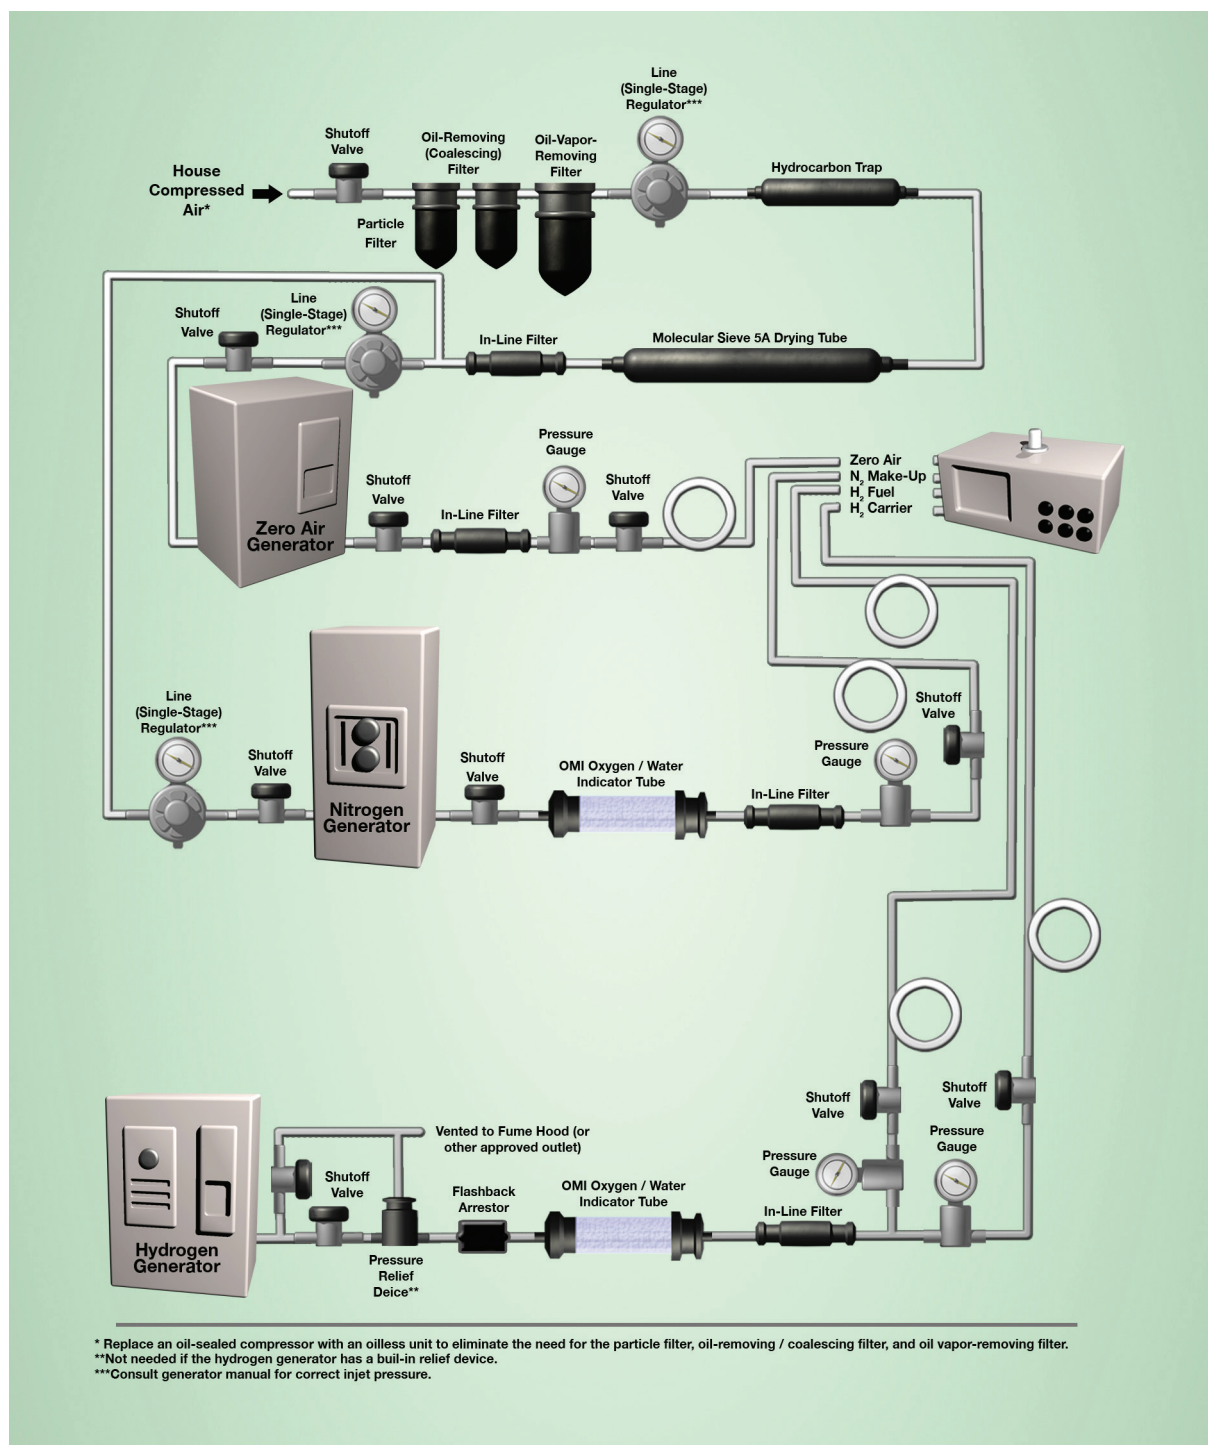 Line
(Single-Stage)
Regulator***
Shutoff
Valve
Oil-Removing
(Coalescing)
Filter
Oil-Vapor-
Removing
Filter
House
Compressed
Air*
Hydrocarbon Trap
Particle
Filter
Shutoff
Valve
Line
(Single-Stage)
Regulator***
In-Line Filter
Molecular Sieve 5A Drying Tube
Pressure
Gauge
Shutoff
Valve
In-Line Filter
Shutoff
Valve
Zero Air
N2 Make-Up
H2 Fuel
H2 Carrier
Zero Air
Generator
Line
(Single-Stage)
Regulator***
Shutoff
Valve
Nitrogen
Generator
Shutoff
Valve
OMI Oxygen / Water
Indicator Tube
In-Line Filter
Pressure
Gauge
Shutoff
Valve
Shutoff
Valve
Shutoff
Valve
Vented to Fume Hood (or
other approved outlet)
Pressure
Gauge
Pressure
Gauge
Shutoff
Valve
Flashback
Arrestor
OMI Oxygen / Water
Indicator Tube
In-Line Filter
Hydrogen
Generator
Pressure
Relief
Deice**
* Replace an oil-sealed compressor with an oilless unit to eliminate the need for the particle filter, oil-removing / coalescing filter, and oil vapor-removing filter.
**Not needed if the hydrogen generator has a buil-in relief device.
***Consult generator manual for correct injet pressure.